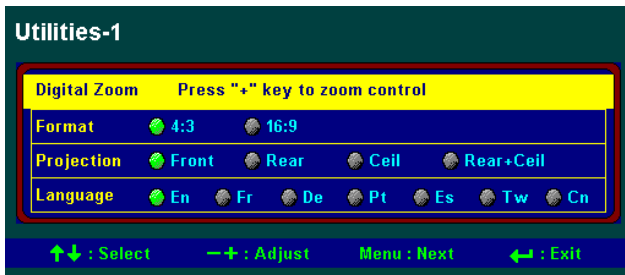 Utilities-1
Digital Zoom Press "+" key to zoom control
Format 4:3 16:9
Projection Front Rear Ceil Rear+Ceil
Language En Fr De Pt Es Tw Cn
↑↓ : Select −+ : Adjust Menu : Next ↵ : Exit